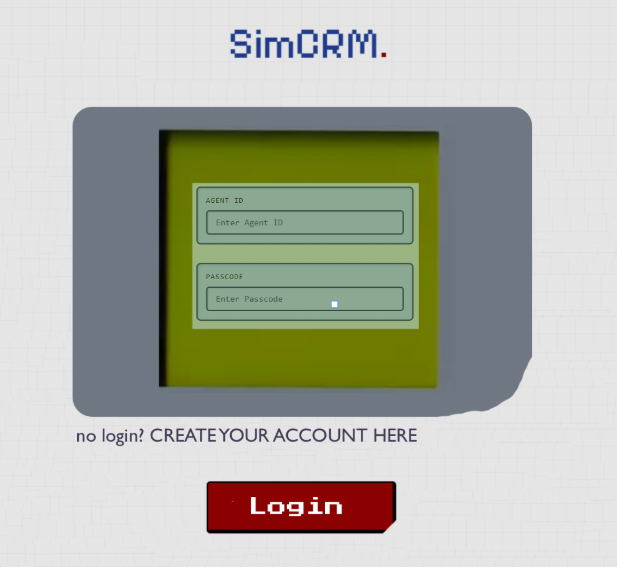 SimCRM.
AGENT ID
Enter Agent ID
PASSCODE
Enter Passcode
no login? CREATE YOUR ACCOUNT HERE
Login